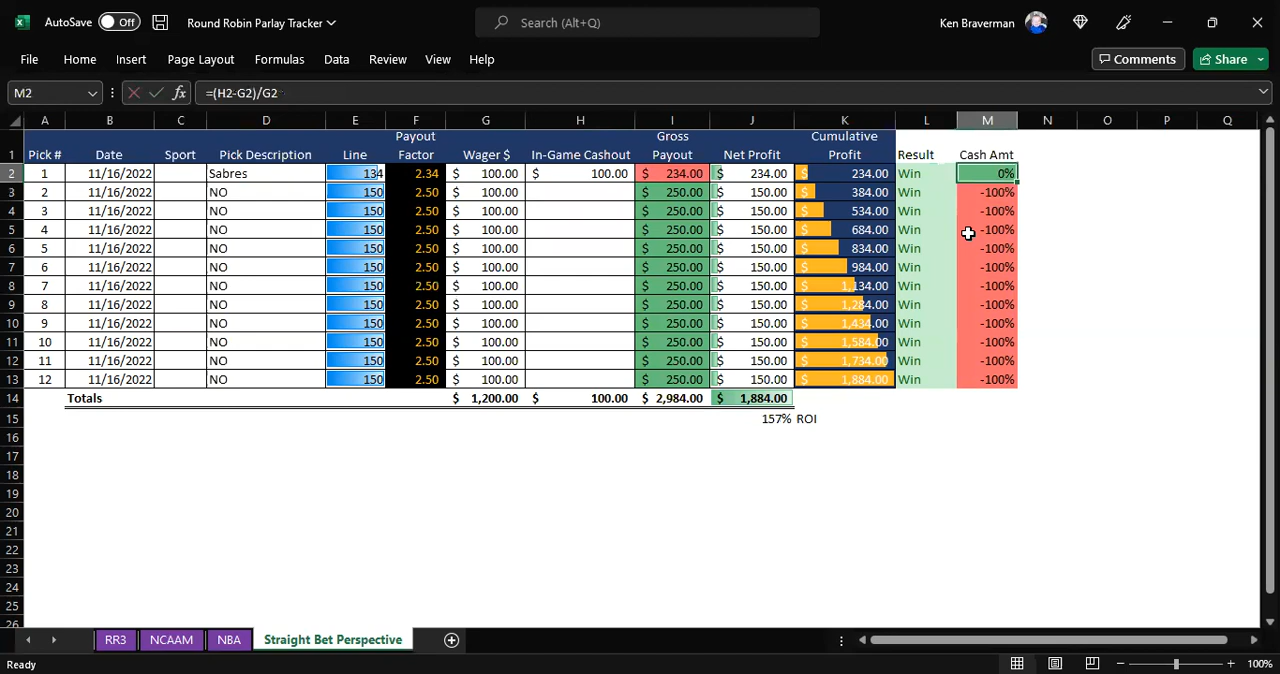 AutoSave Off Round Robin Parlay Tracker Search (Alt+Q) Ken Braverman
File Home Insert Page Layout Formulas Data Review View Help Comments Share
M2 fx =(H2-G2)/G2
A B C D E F G H I J K L M N O P Q
1 Pick # Date Sport Pick Description Line Payout Factor Wager $ In-Game Cashout Gross Payout Net Profit Cumulative Profit Result Cash Amt
2 1 11/16/2022 Sabres 134 2.34 $ 100.00 $ 100.00 $ 234.00 $ 234.00 $ 234.00 Win 0%
3 2 11/16/2022 NO 150 2.50 $ 100.00 $ 250.00 $ 150.00 $ 384.00 Win -100%
4 3 11/16/2022 NO 150 2.50 $ 100.00 $ 250.00 $ 150.00 $ 534.00 Win -100%
5 4 11/16/2022 NO 150 2.50 $ 100.00 $ 250.00 $ 150.00 $ 684.00 Win -100%
6 5 11/16/2022 NO 150 2.50 $ 100.00 $ 250.00 $ 150.00 $ 834.00 Win -100%
7 6 11/16/2022 NO 150 2.50 $ 100.00 $ 250.00 $ 150.00 $ 984.00 Win -100%
8 7 11/16/2022 NO 150 2.50 $ 100.00 $ 250.00 $ 150.00 $ 1,134.00 Win -100%
9 8 11/16/2022 NO 150 2.50 $ 100.00 $ 250.00 $ 150.00 $ 1,284.00 Win -100%
10 9 11/16/2022 NO 150 2.50 $ 100.00 $ 250.00 $ 150.00 $ 1,434.00 Win -100%
11 10 11/16/2022 NO 150 2.50 $ 100.00 $ 250.00 $ 150.00 $ 1,584.00 Win -100%
12 11 11/16/2022 NO 150 2.50 $ 100.00 $ 250.00 $ 150.00 $ 1,734.00 Win -100%
13 12 11/16/2022 NO 150 2.50 $ 100.00 $ 250.00 $ 150.00 $ 1,884.00 Win -100%
14 Totals $ 1,200.00 $ 100.00 $ 2,984.00 $ 1,884.00
15 157% ROI
16
17
18
19
20
21
22
23
24
25
26
RR3 NCAAM NBA Straight Bet Perspective
Ready 100%